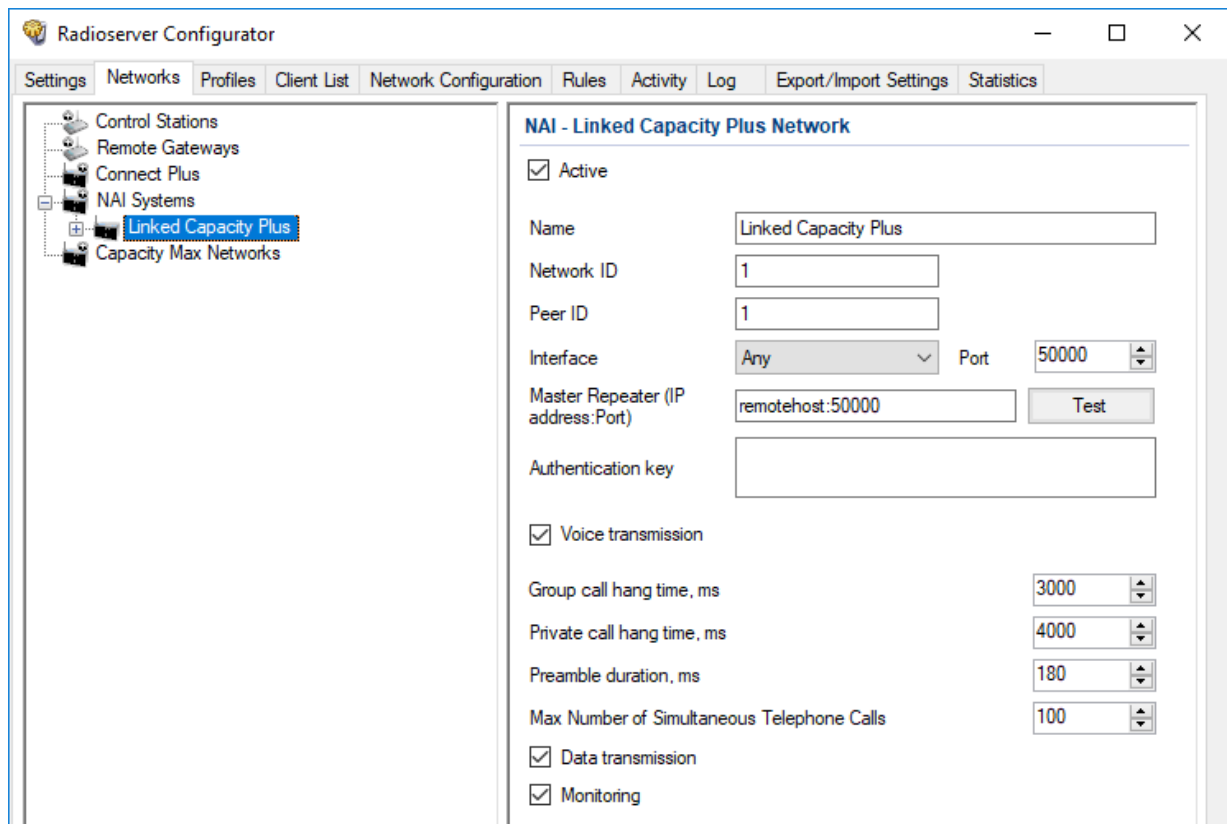 Radioserver Configurator
Settings Networks Profiles Client List Network Configuration Rules Activity Log Export/Import Settings Statistics
Control Stations
Remote Gateways
Connect Plus
NAI Systems
Linked Capacity Plus
Capacity Max Networks
NAI - Linked Capacity Plus Network
Active
Name Linked Capacity Plus
Network ID 1
Peer ID 1
Interface Any Port 50000
Master Repeater (IP
address:Port) remotehost:50000 Test
Authentication key
Voice transmission
Group call hang time, ms 3000
Private call hang time, ms 4000
Preamble duration, ms 180
Max Number of Simultaneous Telephone Calls 100
Data transmission
Monitoring